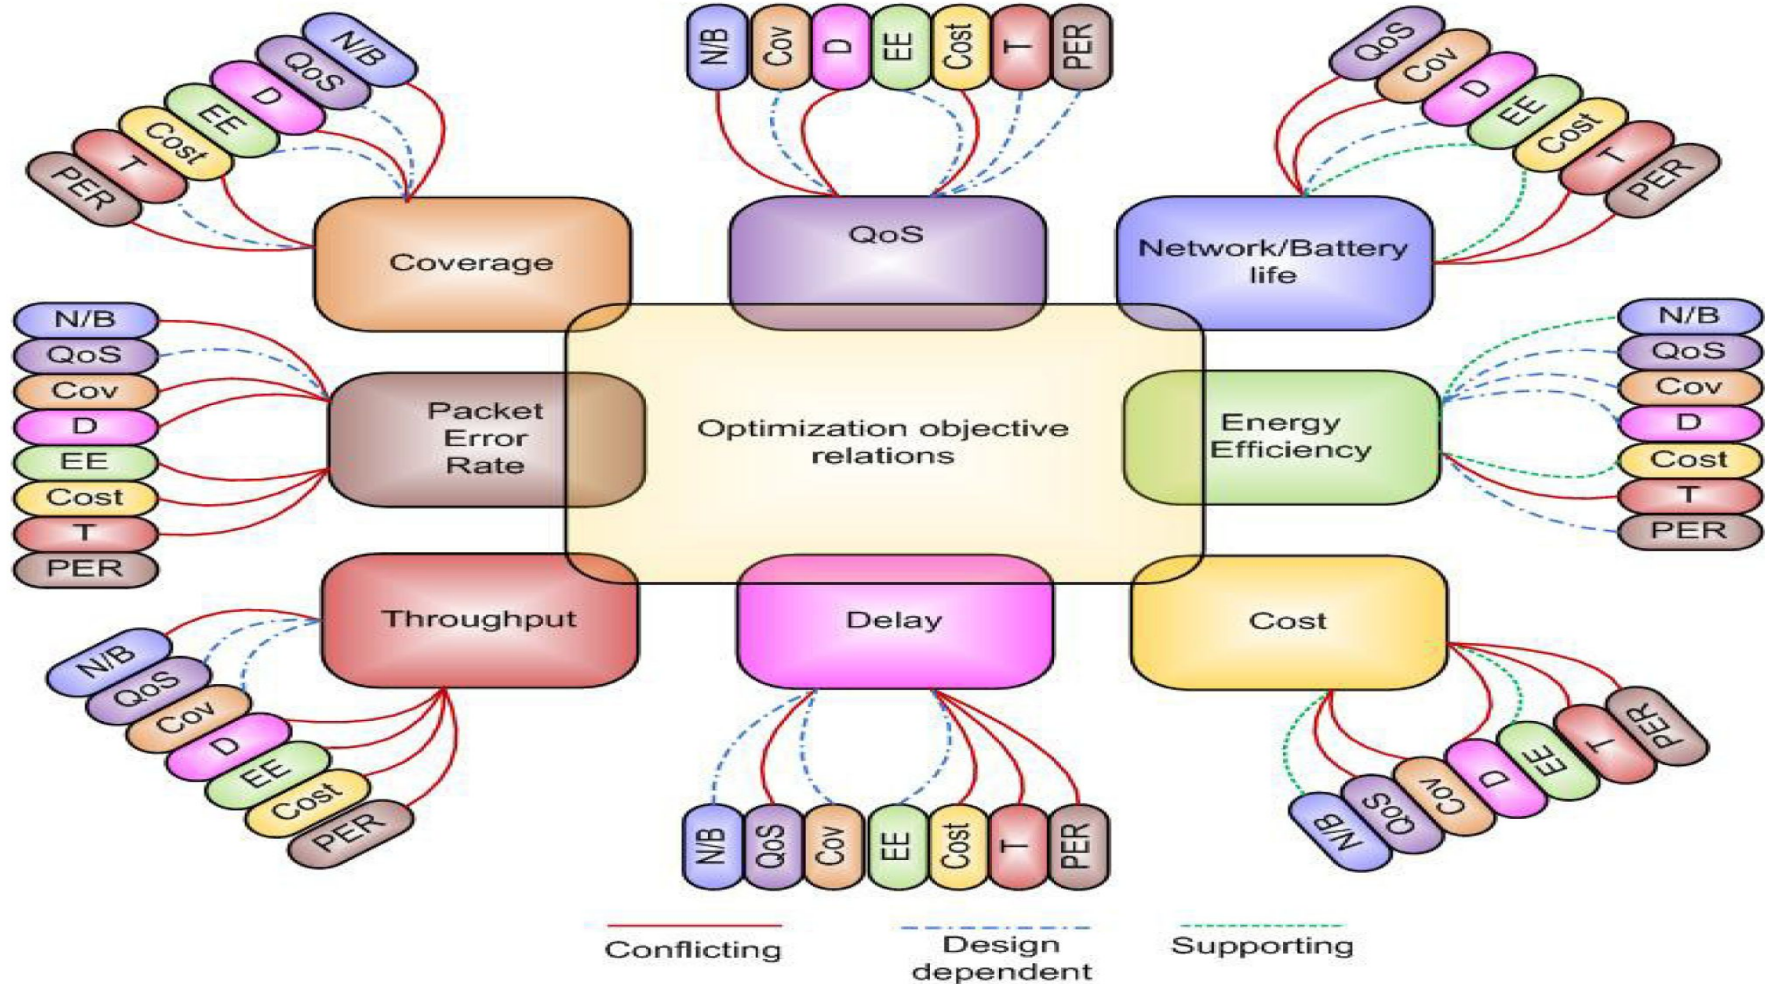 N/B
QoS
D
EE
Cost
T
PER
Coverage
N/B
Cov
D
EE
Cost
T
PER
QoS
QoS
Cov
D
EE
Cost
T
PER
Network/Battery
life
N/B
QoS
Cov
D
EE
Cost
T
PER
Packet
Error
Rate
Optimization objective
relations
Energy
Efficiency
N/B
QoS
Cov
D
Cost
T
PER
Throughput
N/B
QoS
Cov
D
EE
Cost
PER
Delay
N/B
QoS
Cov
EE
Cost
T
PER
Cost
N/B
QoS
Cov
D
EE
T
PER
Conflicting
Design
dependent
Supporting